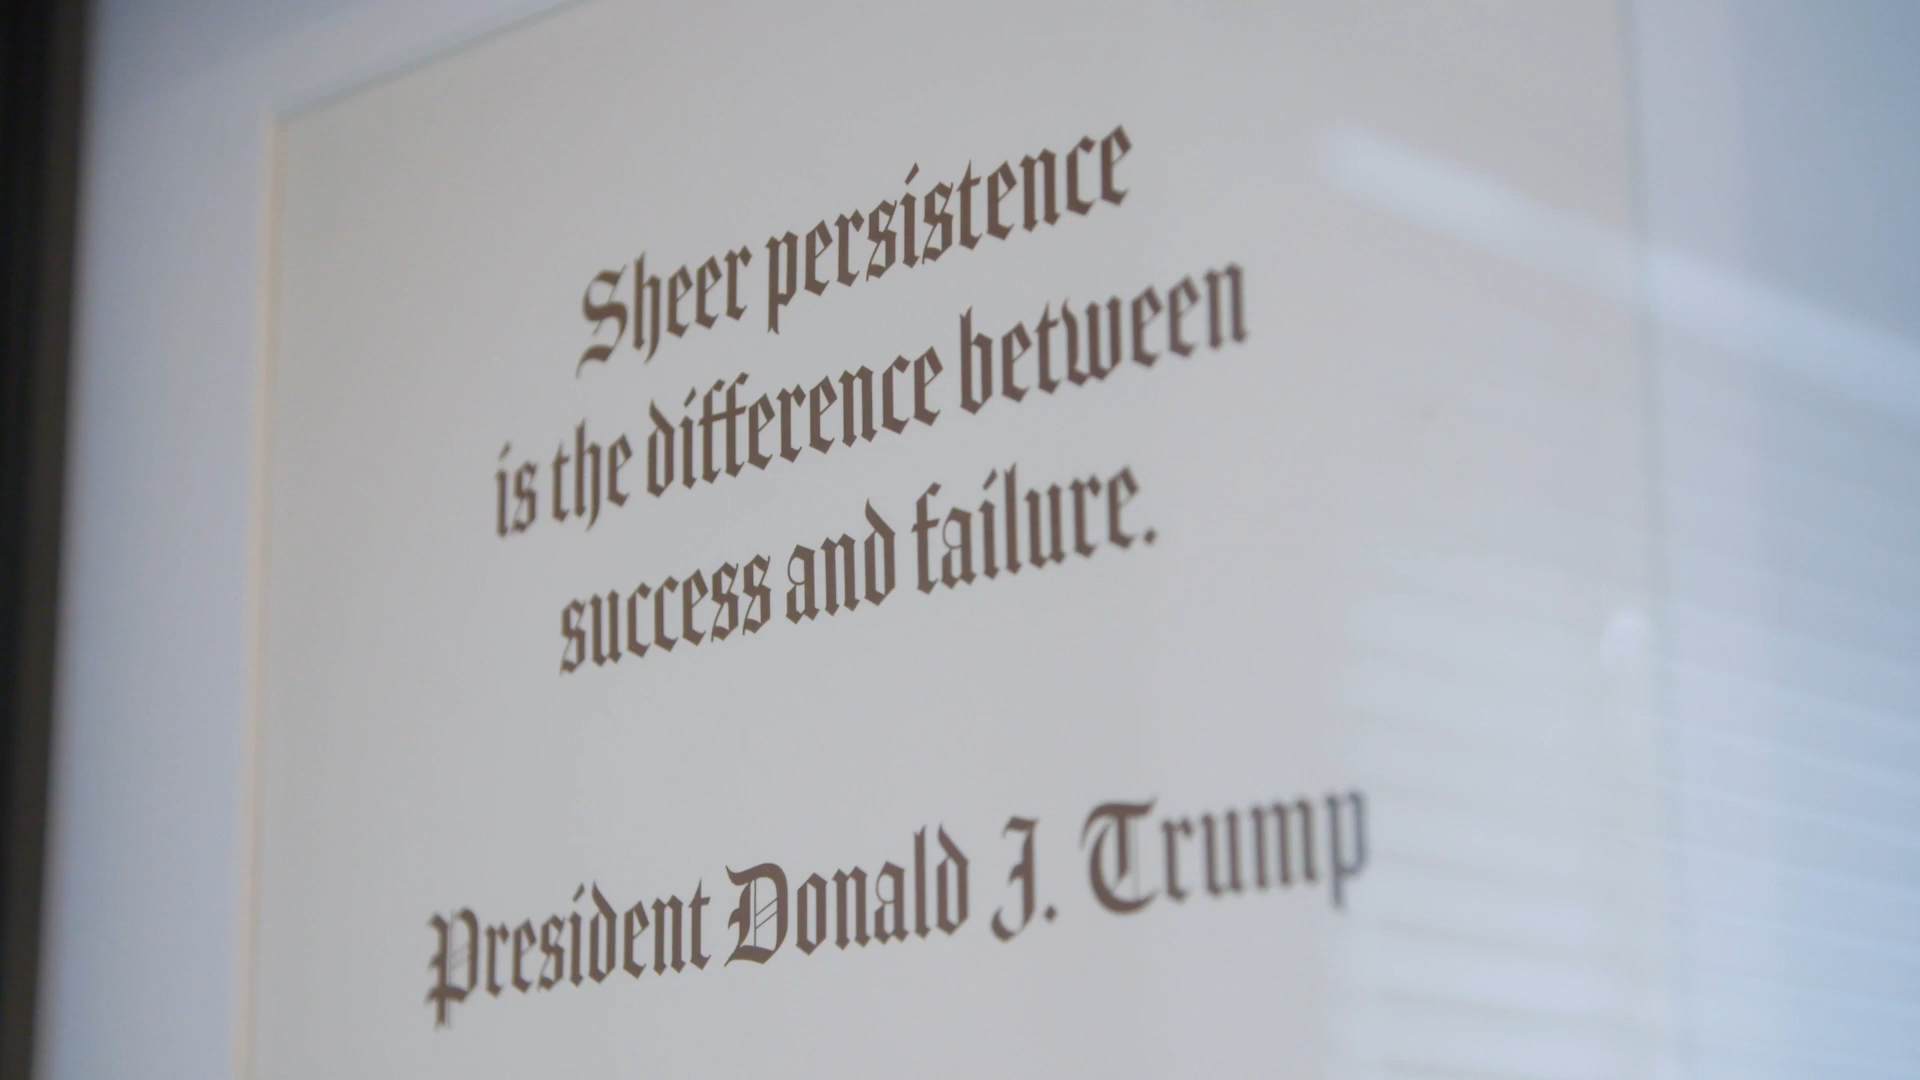 Sheer persistence
is the difference between
success and failure.
President Donald J. Trump